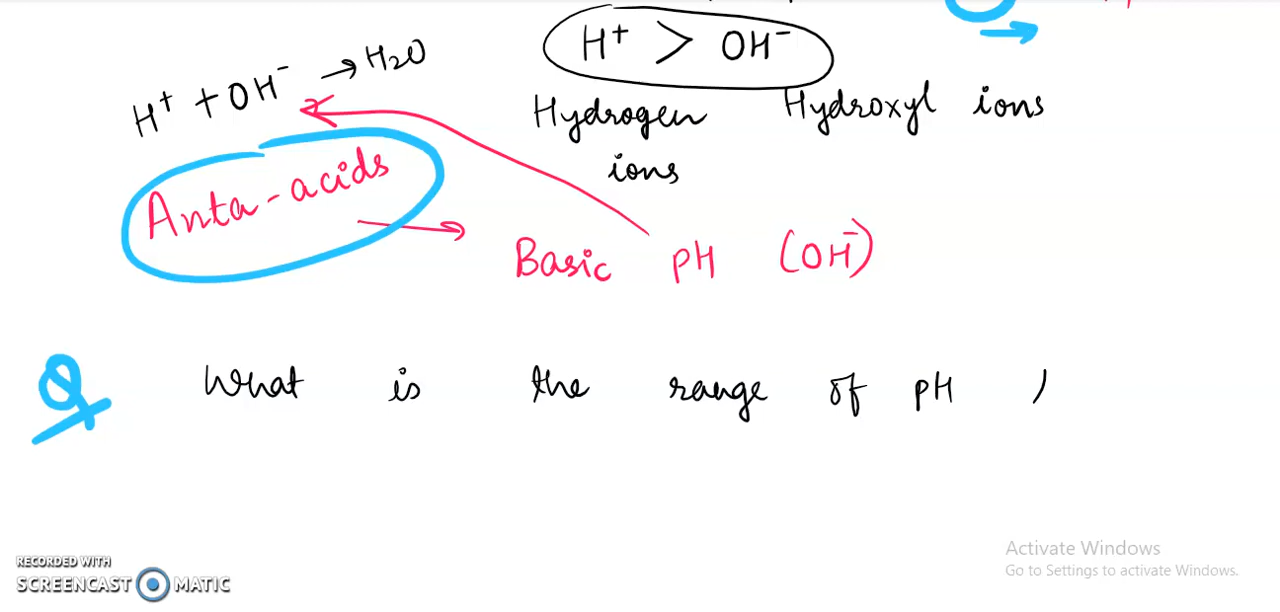 H⁺ > OH⁻
H⁺ + OH⁻ → H₂O
Hydrogen Hydroxyl ions
ions
Anta-acids
→ Basic pH (OH⁻)
Q What is the range of pH
RECORDED WITH
SCREENCAST MATIC
Activate Windows
Go to Settings to activate Windows.